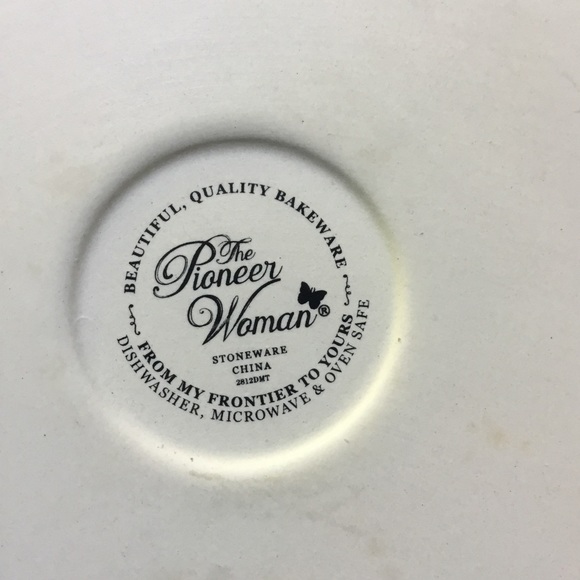 BEAUTIFUL, QUALITY BAKEWARE
The
Pioneer
Woman®
STONEWARE
CHINA
2812DMT
FROM MY FRONTIER TO YOURS
DISHWASHER, MICROWAVE & OVEN SAFE